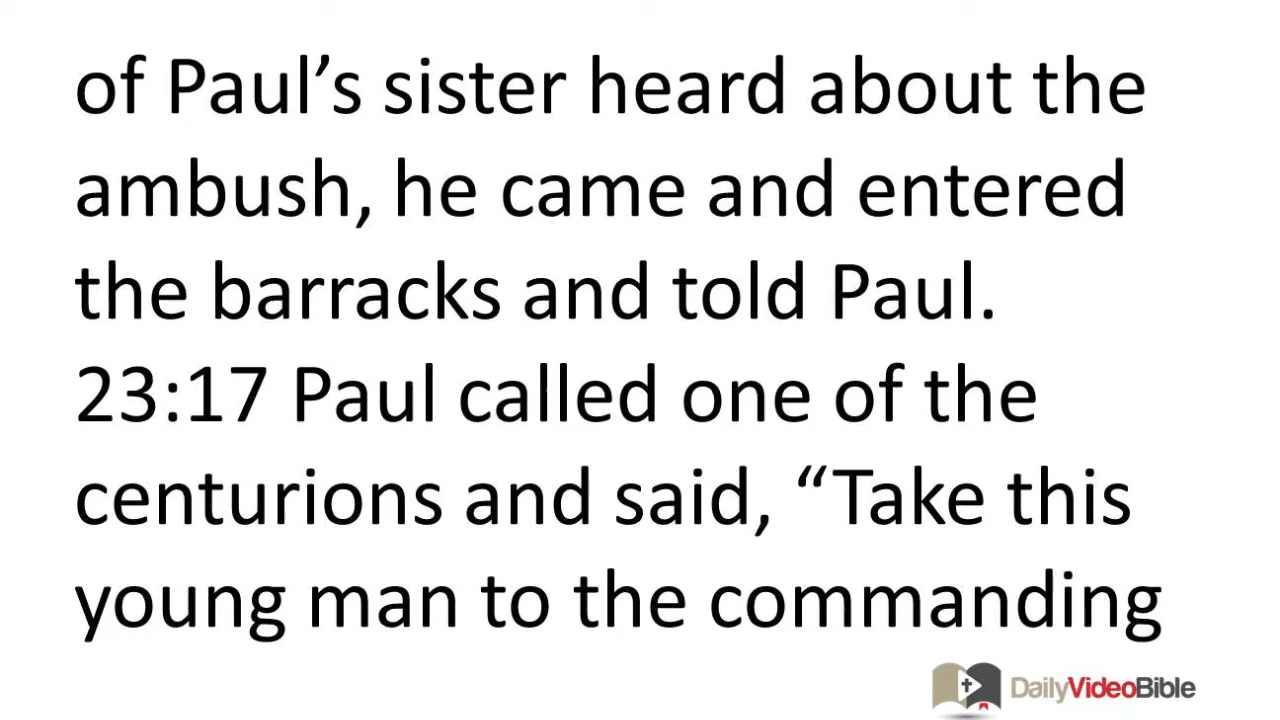 of Paul’s sister heard about the
ambush, he came and entered
the barracks and told Paul.
23:17 Paul called one of the
centurions and said, “Take this
young man to the commanding
DailyVideoBible